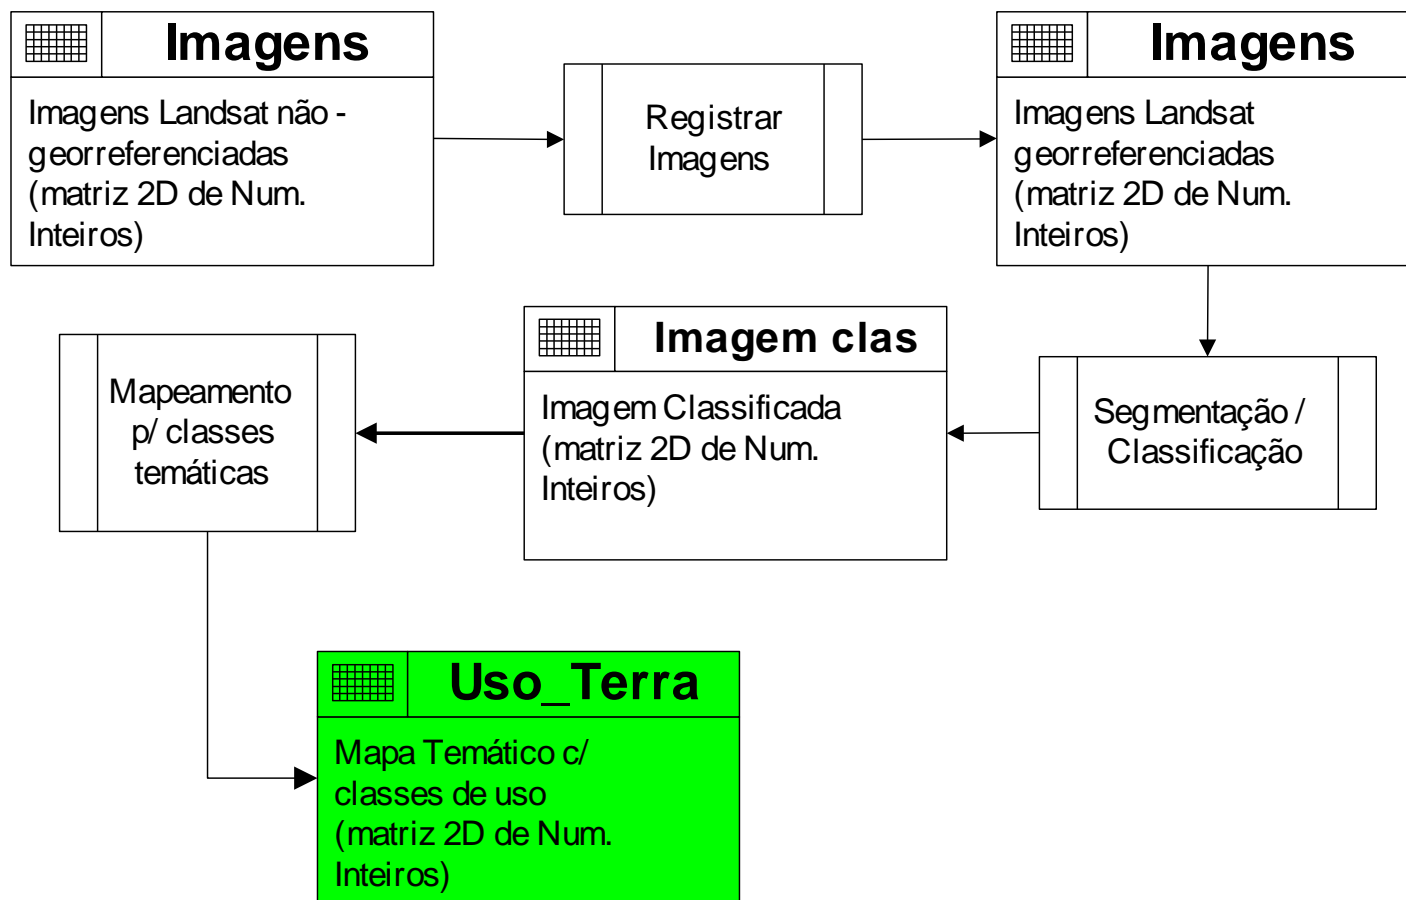 Imagens
Imagens Landsat não -
georreferenciadas
(matriz 2D de Num.
Inteiros)
Registrar
Imagens
Imagens
Imagens Landsat
georreferenciadas
(matriz 2D de Num.
Inteiros)
Segmentação /
Classificação
Imagem clas
Imagem Classificada
(matriz 2D de Num.
Inteiros)
Mapeamento
p/ classes
temáticas
Uso_Terra
Mapa Temático c/
classes de uso
(matriz 2D de Num.
Inteiros)